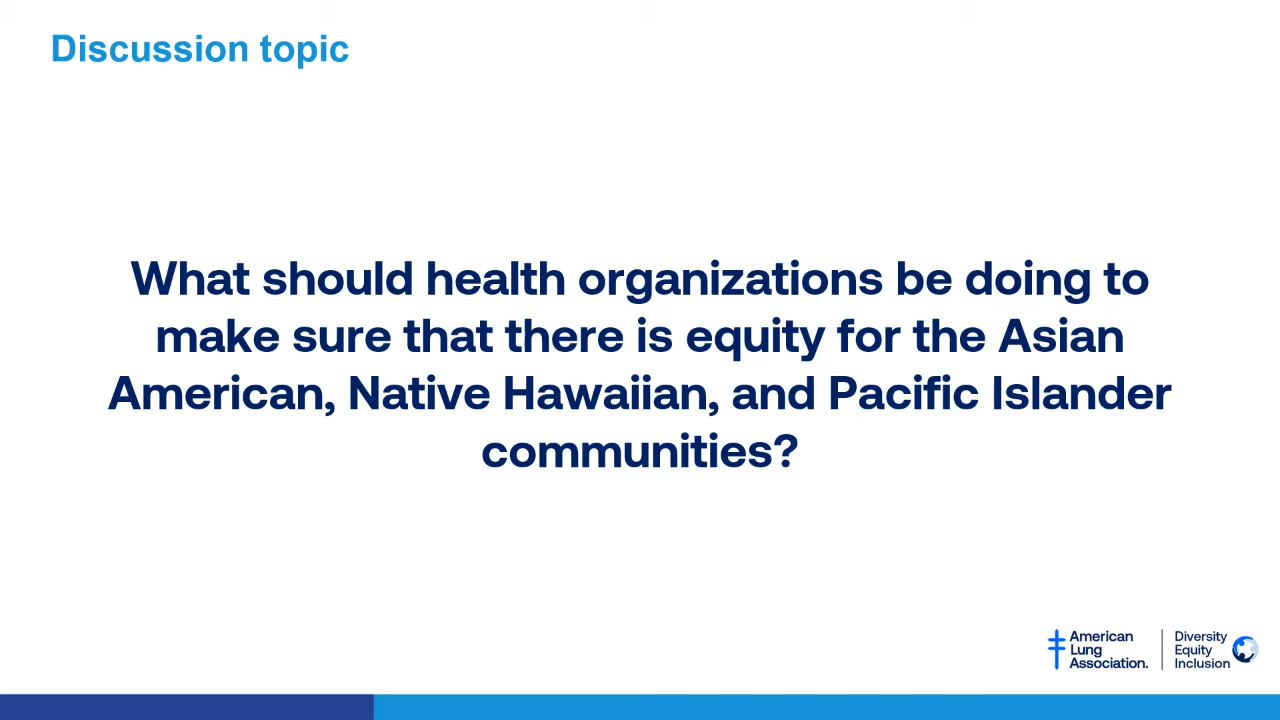 Discussion topic
What should health organizations be doing to
make sure that there is equity for the Asian
American, Native Hawaiian, and Pacific Islander
communities?
American
Lung
Association.
Diversity
Equity
Inclusion